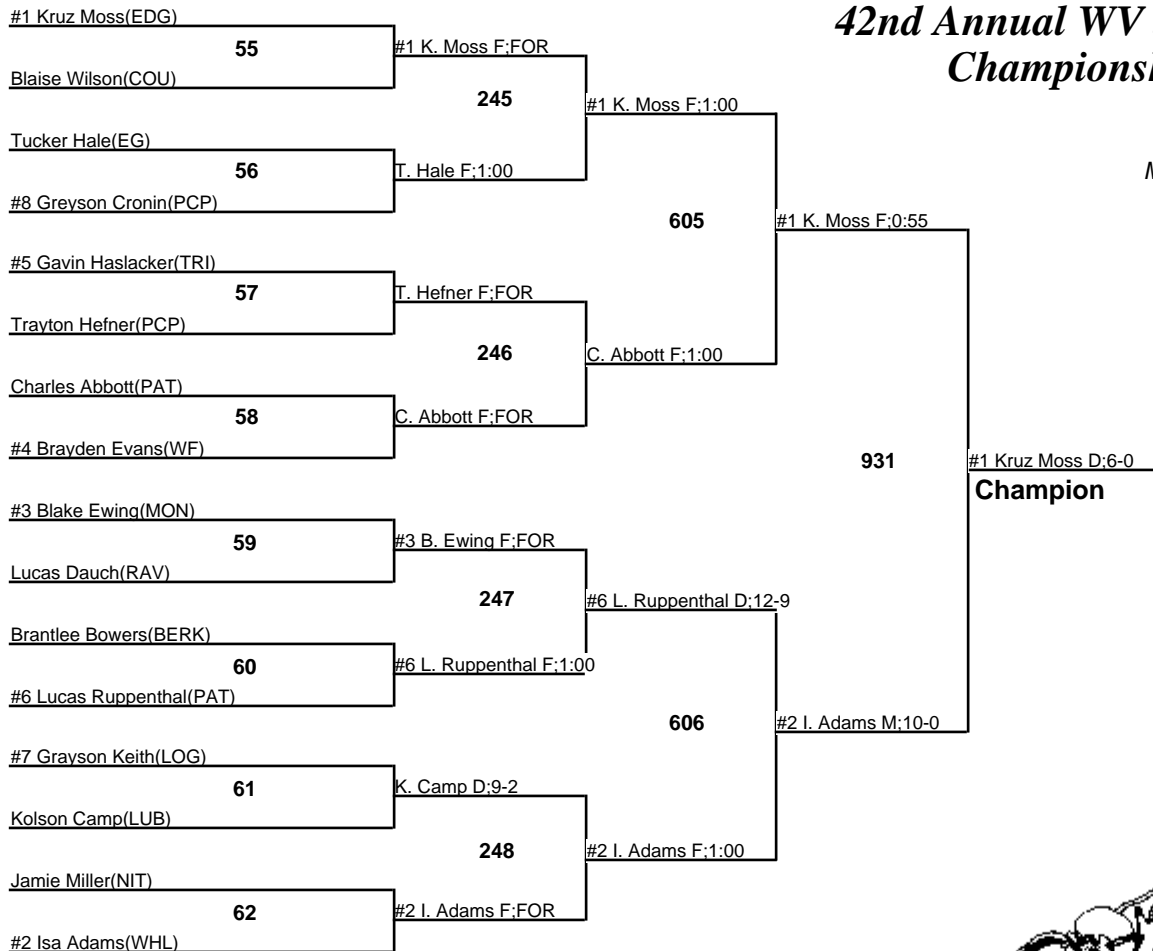 42nd Annual WV
Championsl
#1 Kruz Moss(EDG)
55
Blaise Wilson(COU)
#1 K. Moss F;FOR
245
Tucker Hale(EG)
56
#8 Greyson Cronin(PCP)
T. Hale F;1:00
#1 K. Moss F;1:00
605
#5 Gavin Haslacker(TRI)
57
Trayton Hefner(PCP)
T. Hefner F;FOR
246
Charles Abbott(PAT)
58
#4 Brayden Evans(WF)
C. Abbott F;FOR
C. Abbott F;1:00
#1 K. Moss F;0:55
931
#1 Kruz Moss D;6-0
Champion
#3 Blake Ewing(MON)
59
Lucas Dauch(RAV)
#3 B. Ewing F;FOR
247
Brantlee Bowers(BERK)
60
#6 Lucas Ruppenthal(PAT)
#6 L. Ruppenthal F;1:00
#6 L. Ruppenthal D;12-9
606
#2 I. Adams M;10-0
#7 Grayson Keith(LOG)
61
Kolson Camp(LUB)
K. Camp D;9-2
248
#2 I. Adams F;1:00
Jamie Miller(NIT)
62
#2 Isa Adams(WHL)
#2 I. Adams F;FOR